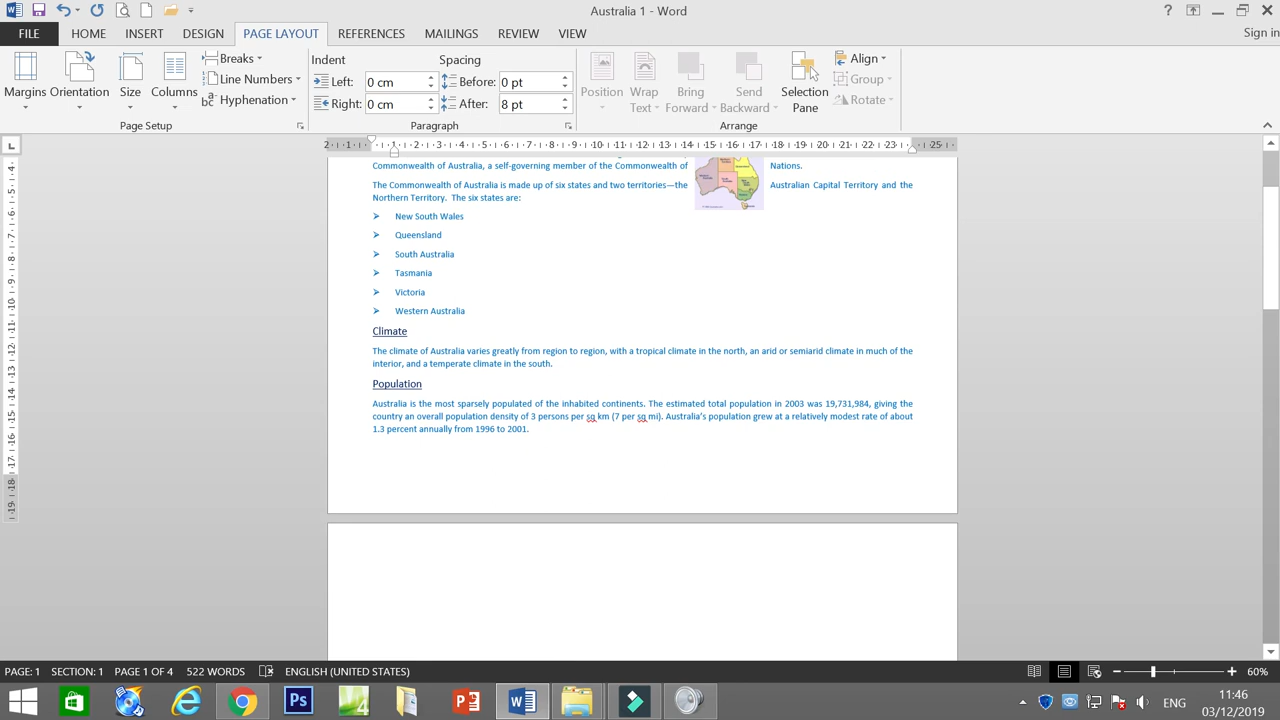 Australia 1 - Word
FILE HOME INSERT DESIGN PAGE LAYOUT REFERENCES MAILINGS REVIEW VIEW Sign in
Margins Orientation Size Columns Breaks Line Numbers Hyphenation
Page Setup
Indent Spacing
Left: 0 cm Before: 0 pt
Right: 0 cm After: 8 pt
Paragraph
Position Wrap Text Bring Forward Send Backward Selection Pane Align Group Rotate
Arrange
Commonwealth of Australia, a self-governing member of the Commonwealth of Nations.
The Commonwealth of Australia is made up of six states and two territories—the Australian Capital Territory and the
Northern Territory. The six states are:
➢ New South Wales
➢ Queensland
➢ South Australia
➢ Tasmania
➢ Victoria
➢ Western Australia
Climate
The climate of Australia varies greatly from region to region, with a tropical climate in the north, an arid or semiarid climate in much of the
interior, and a temperate climate in the south.
Population
Australia is the most sparsely populated of the inhabited continents. The estimated total population in 2003 was 19,731,984, giving the
country an overall population density of 3 persons per sq km (7 per sq mi). Australia's population grew at a relatively modest rate of about
1.3 percent annually from 1996 to 2001.
PAGE: 1 SECTION: 1 PAGE 1 OF 4 522 WORDS ENGLISH (UNITED STATES) 60%
ENG
11:46
03/12/2019